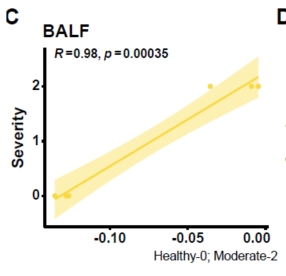 C
D
BALF
R=0.98, p=0.00035
Severity
2
1
0
-0.10 -0.05 0.00
Healthy-0; Moderate-2